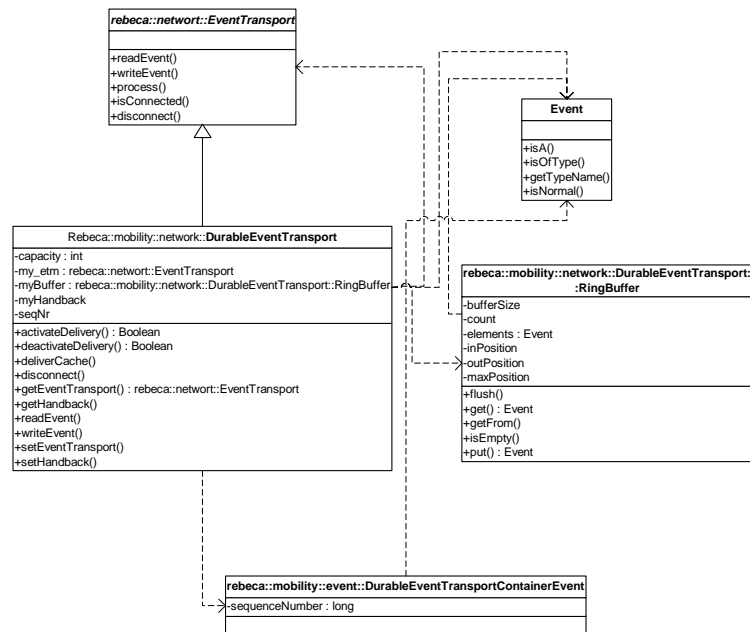 rebeca::networt::EventTransport
+readEvent()
+writeEvent()
+process()
+isConnected()
+disconnect()
Event
+isA()
+isOfType()
+getTypeName()
+isNormal()
Rebeca::mobility::network::DurableEventTransport
-capacity : int
-my_etm : rebeca::networt::EventTransport
-myBuffer : rebeca::mobility::network::DurableEventTransport::RingBuffer
-myHandback
-seqNr
+activateDelivery() : Boolean
+deactivateDelivery() : Boolean
+deliverCache()
+disconnect()
+getEventTransport() : rebeca::networt::EventTransport
+getHandback()
+readEvent()
+writeEvent()
+setEventTransport()
+setHandback()
rebeca::mobility::network::DurableEventTransport:
:RingBuffer
-bufferSize
-count
-elements : Event
-inPosition
-outPosition
-maxPosition
+flush()
+get() : Event
+getFrom()
+isEmpty()
+put() : Event
rebeca::mobility::event::DurableEventTransportContainerEvent
-sequenceNumber : long